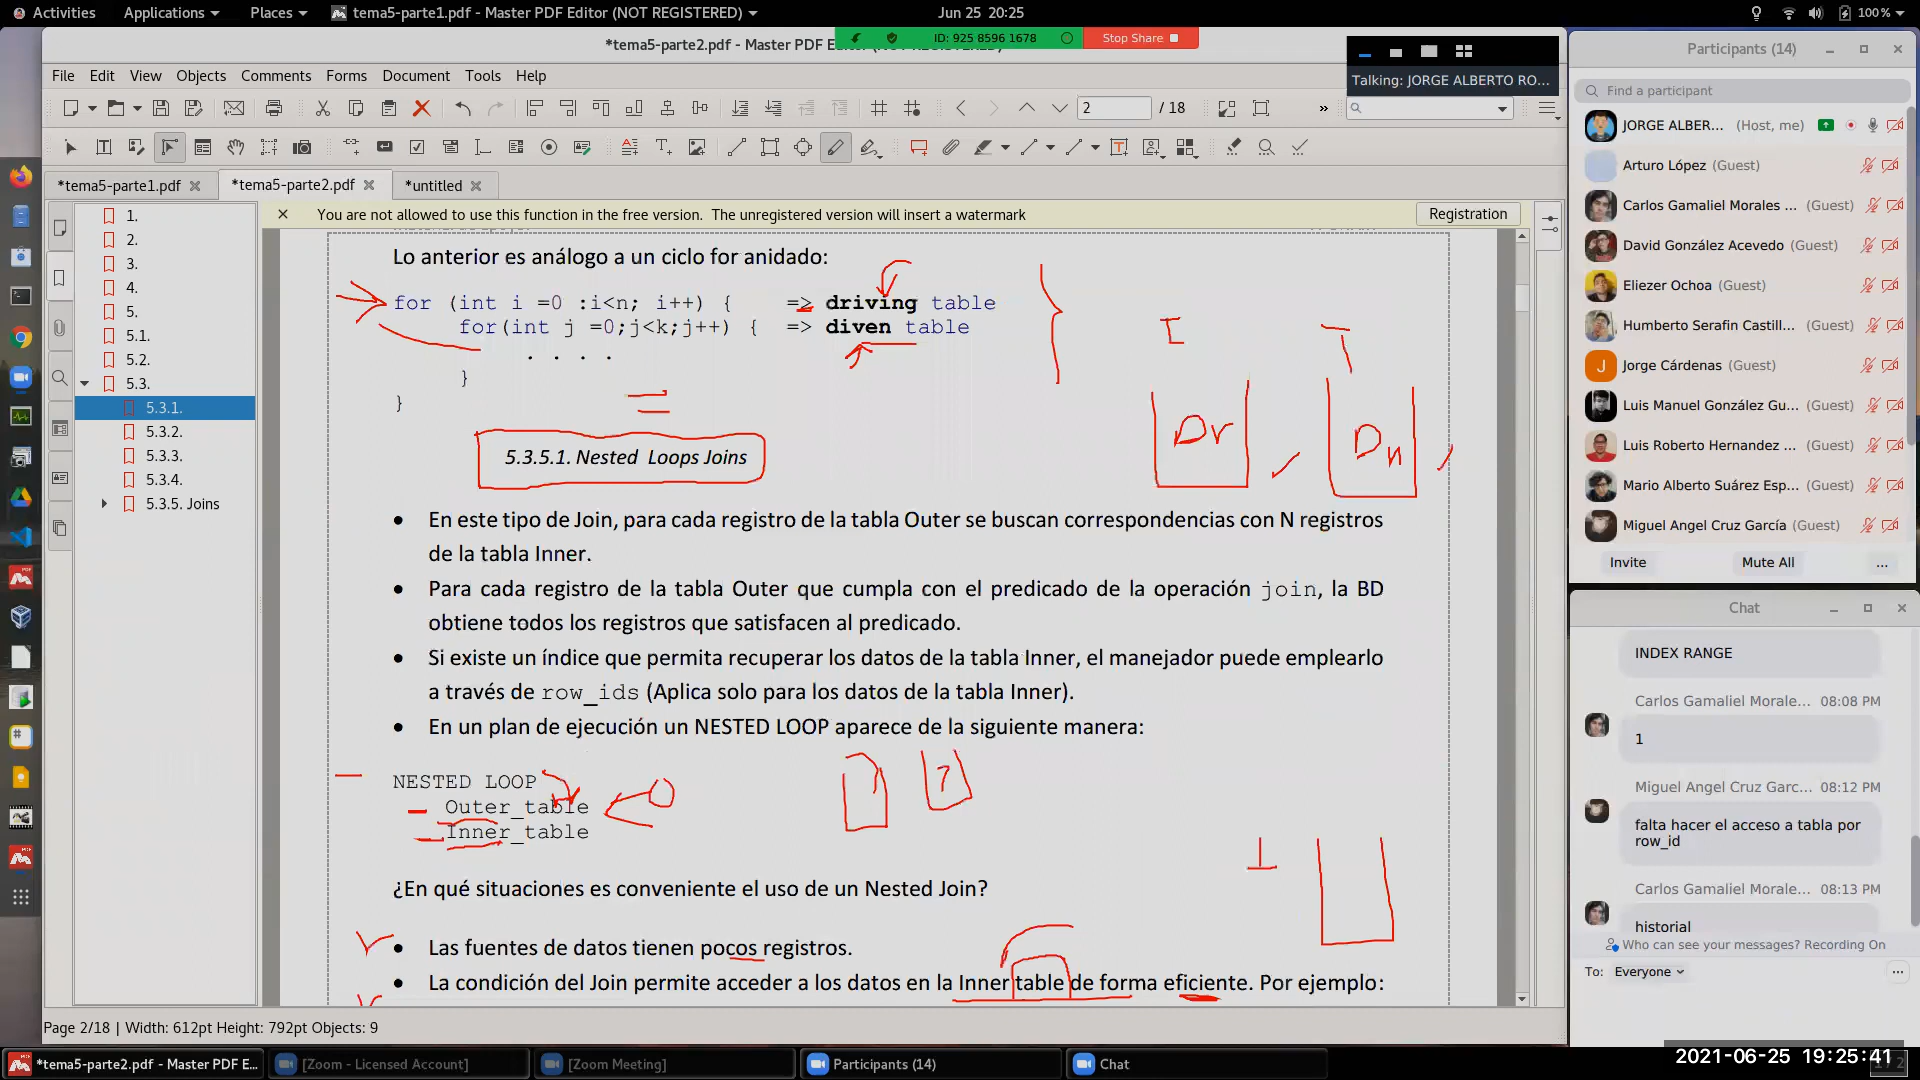 Activities Applications Places tema5-parte1.pdf - Master PDF Editor (NOT REGISTERED) Jun 25 20:25 100%
*tema5-parte2.pdf - Master PDF Editor (NOT REGISTERED)
ID: 925 8596 1678 Stop Share
Talking: JORGE ALBERTO RO...
File Edit View Objects Comments Forms Document Tools Help
2 / 18
*tema5-parte1.pdf *tema5-parte2.pdf *untitled
You are not allowed to use this function in the free version. The unregistered version will insert a watermark Registration
1.
2.
3.
4.
5.
5.1.
5.2.
5.3.
5.3.1.
5.3.2.
5.3.3.
5.3.4.
5.3.5. Joins
Lo anterior es análogo a un ciclo for anidado:
for (int i =0 :i<n; i++) { => driving table
for(int j =0;j<k;j++) { => diven table
. . . .
}
}
I T
Dr
5.3.5.1. Nested Loops Joins
• En este tipo de Join, para cada registro de la tabla Outer se buscan correspondencias con N registros
de la tabla Inner.
• Para cada registro de la tabla Outer que cumpla con el predicado de la operación join, la BD
obtiene todos los registros que satisfacen al predicado.
• Si existe un índice que permita recuperar los datos de la tabla Inner, el manejador puede emplearlo
a través de row_ids (Aplica solo para los datos de la tabla Inner).
• En un plan de ejecución un NESTED LOOP aparece de la siguiente manera:
NESTED LOOP
Outer_table
Inner_table
¿En qué situaciones es conveniente el uso de un Nested Join?
• Las fuentes de datos tienen pocos registros.
• La condición del Join permite acceder a los datos en la Inner table de forma eficiente. Por ejemplo:
Page 2/18 | Width: 612pt Height: 792pt Objects: 9
Participants (14)
Find a participant
JORGE ALBER... (Host, me)
Arturo López (Guest)
Carlos Gamaliel Morales ... (Guest)
David González Acevedo (Guest)
Eliezer Ochoa (Guest)
Humberto Serafin Castill... (Guest)
J Jorge Cárdenas (Guest)
Luis Manuel González Gu... (Guest)
Luis Roberto Hernandez ... (Guest)
Mario Alberto Suárez Esp... (Guest)
Miguel Angel Cruz García (Guest)
Invite Mute All ...
Chat
INDEX RANGE
Carlos Gamaliel Morale... 08:08 PM
1
Miguel Angel Cruz Garc... 08:12 PM
falta hacer el acceso a tabla por
row_id
Carlos Gamaliel Morale... 08:13 PM
historial
Who can see your messages? Recording On
To: Everyone
*tema5-parte2.pdf - Master PDF E... [Zoom - Licensed Account] [Zoom Meeting] Participants (14) Chat
2021-06-25 19:25:41